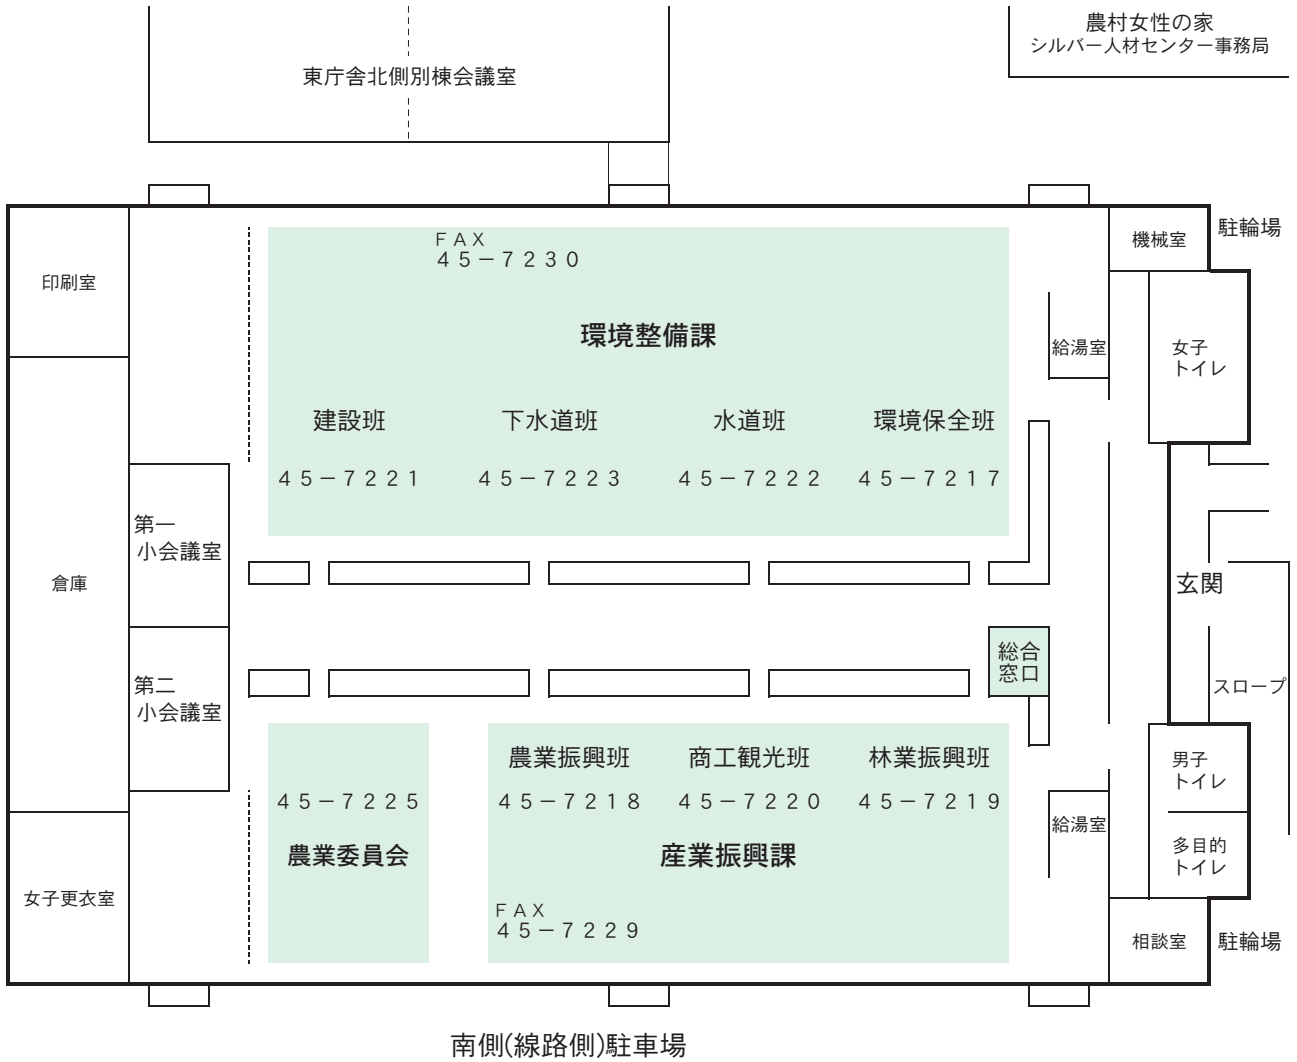 農村女性の家
シルバー人材センター事務局
東庁舎北側別棟会議室
駐輪場
機械室
ＦＡＸ
４５－７２３０
印刷室
環境整備課
給湯室
女子
トイレ
建設班
下水道班
水道班
環境保全班
４５－７２２１
４５－７２２３
４５－７２２２
４５－７２１７
第一
小会議室
倉庫
玄関
総合
窓口
第二
小会議室
スロープ
農業振興班
商工観光班
林業振興班
男子
トイレ
４５－７２２５
４５－７２１８
４５－７２２０
４５－７２１９
給湯室
農業委員会
産業振興課
多目的
トイレ
女子更衣室
ＦＡＸ
４５－７２２９
相談室
駐輪場
南側(線路側)駐車場